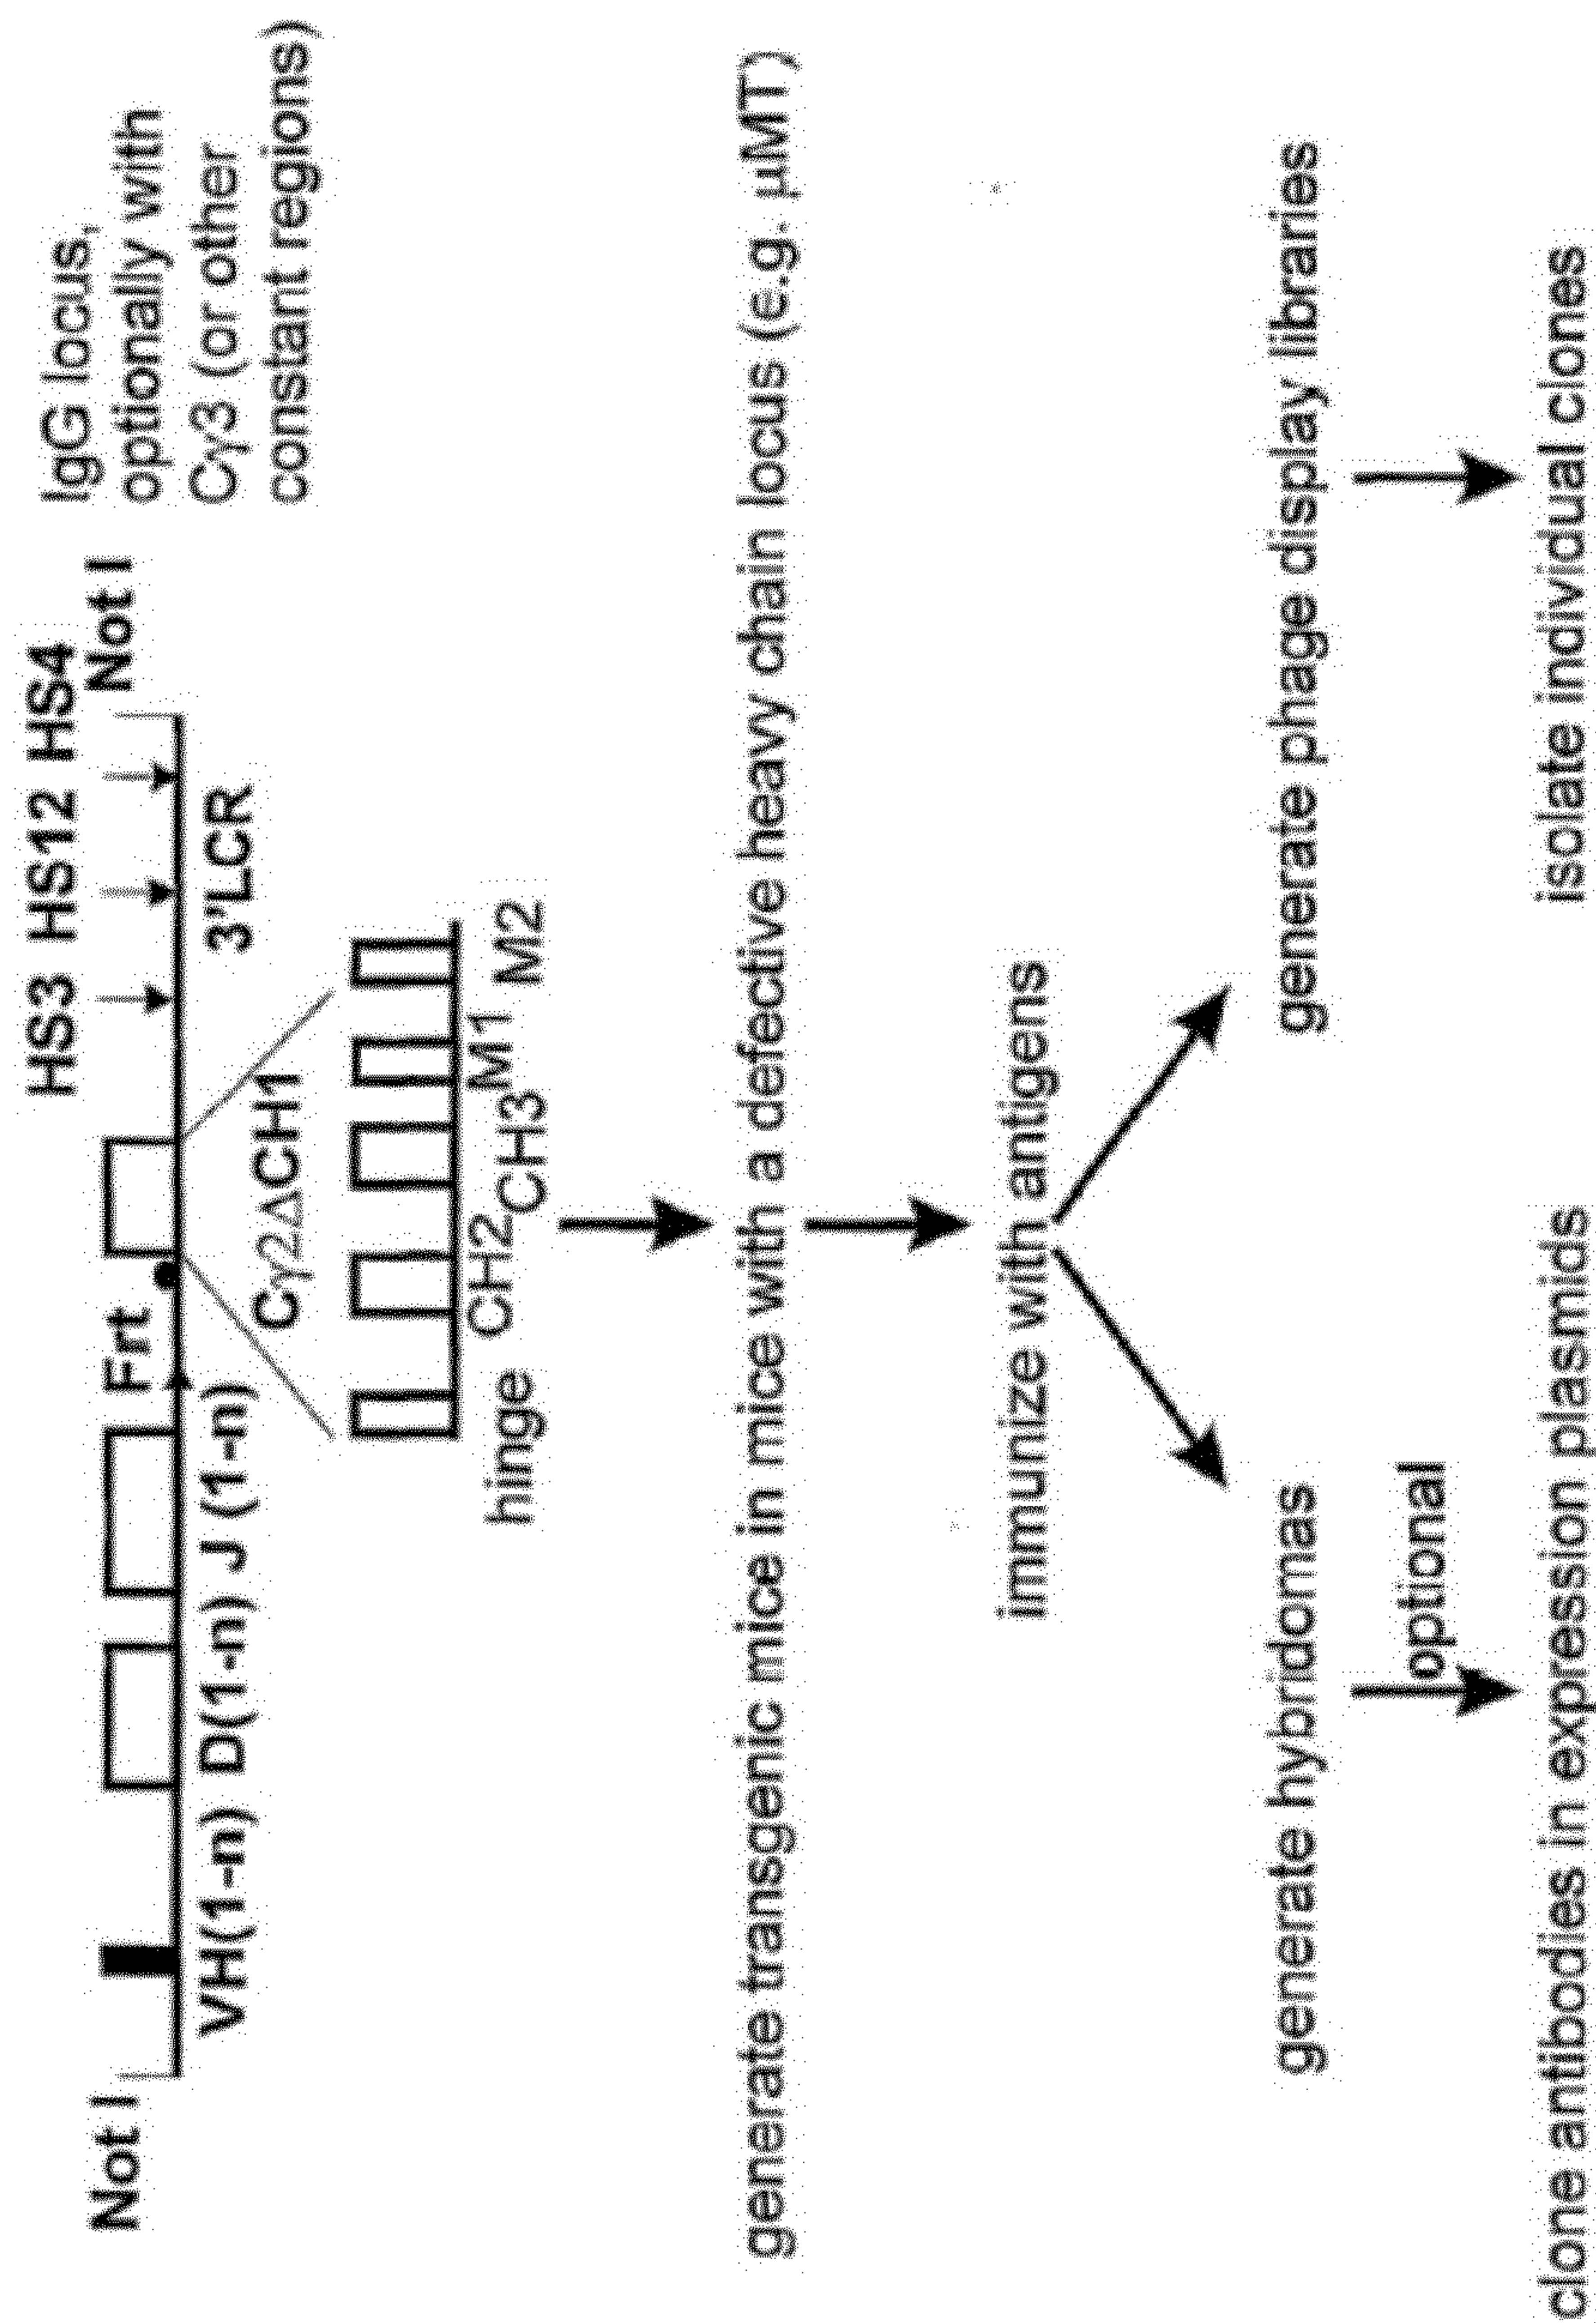 HS3 HS12 HS4
Not I
Frt
Not I
VH(1-n) D(1-n) J (1-n)
3'LCR
IgG locus,
optionally with
Cγ3 (or other
constant regions)
Cγ2ΔCH1
hinge
CH2
CH3
M1
M2
generate transgenic mice in mice with a defective heavy chain locus (e.g. µMT)
immunize with antigens
generate hybridomas
generate phage display libraries
optional
clone antibodies in expression plasmids
isolate individual clones